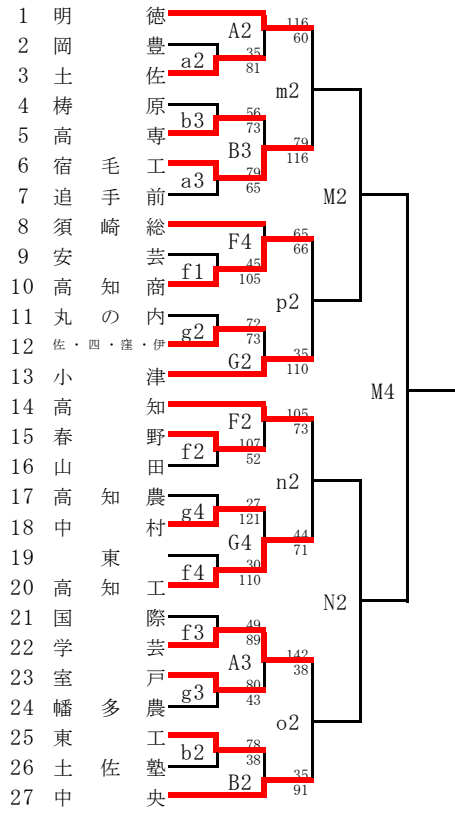 1 明徳
A2
116
60
2 岡豊
a2
35
81
3 土佐
m2
4 梼原
b3
56
73
5 高専
B3
79
116
6 宿毛工
a3
79
65
7 追手前
M2
8 須崎総
F4
65
66
9 安芸
f1
45
105
10 高知商
p2
11 丸の内
g2
72
73
12 佐・四・窪・伊
G2
35
110
13 小津
M4
14 高知
F2
105
73
15 春野
f2
107
52
16 山田
n2
17 高知農
g4
27
121
18 中村
G4
44
71
19 東
f4
30
110
20 高知工
N2
21 国際
f3
49
89
22 学芸
A3
142
38
23 室戸
g3
80
43
24 幡多農
o2
25 東工
b2
78
38
26 土佐塾
B2
35
91
27 中央